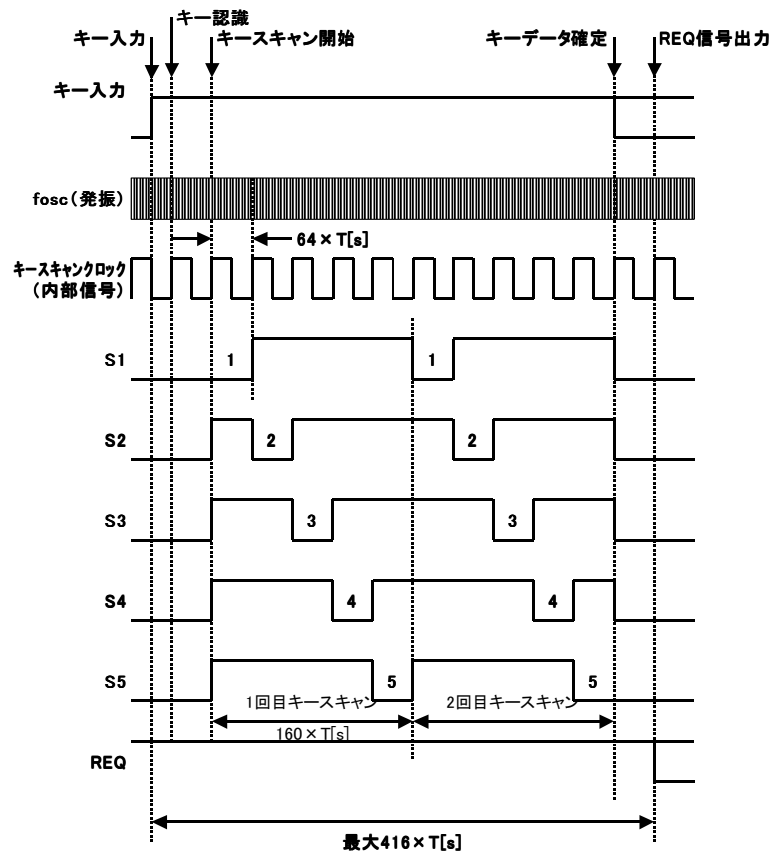 キー認識
キー入力 キースキャン開始 キーデータ確定 REQ信号出力
キー入力
fosc(発振)
64×T[s]
キースキャンクロック
(内部信号)
S1 1 1
S2 2 2
S3 3 3
S4 4 4
S5 5 5
1回目キースキャン 2回目キースキャン
160×T[s]
REQ
最大416×T[s]